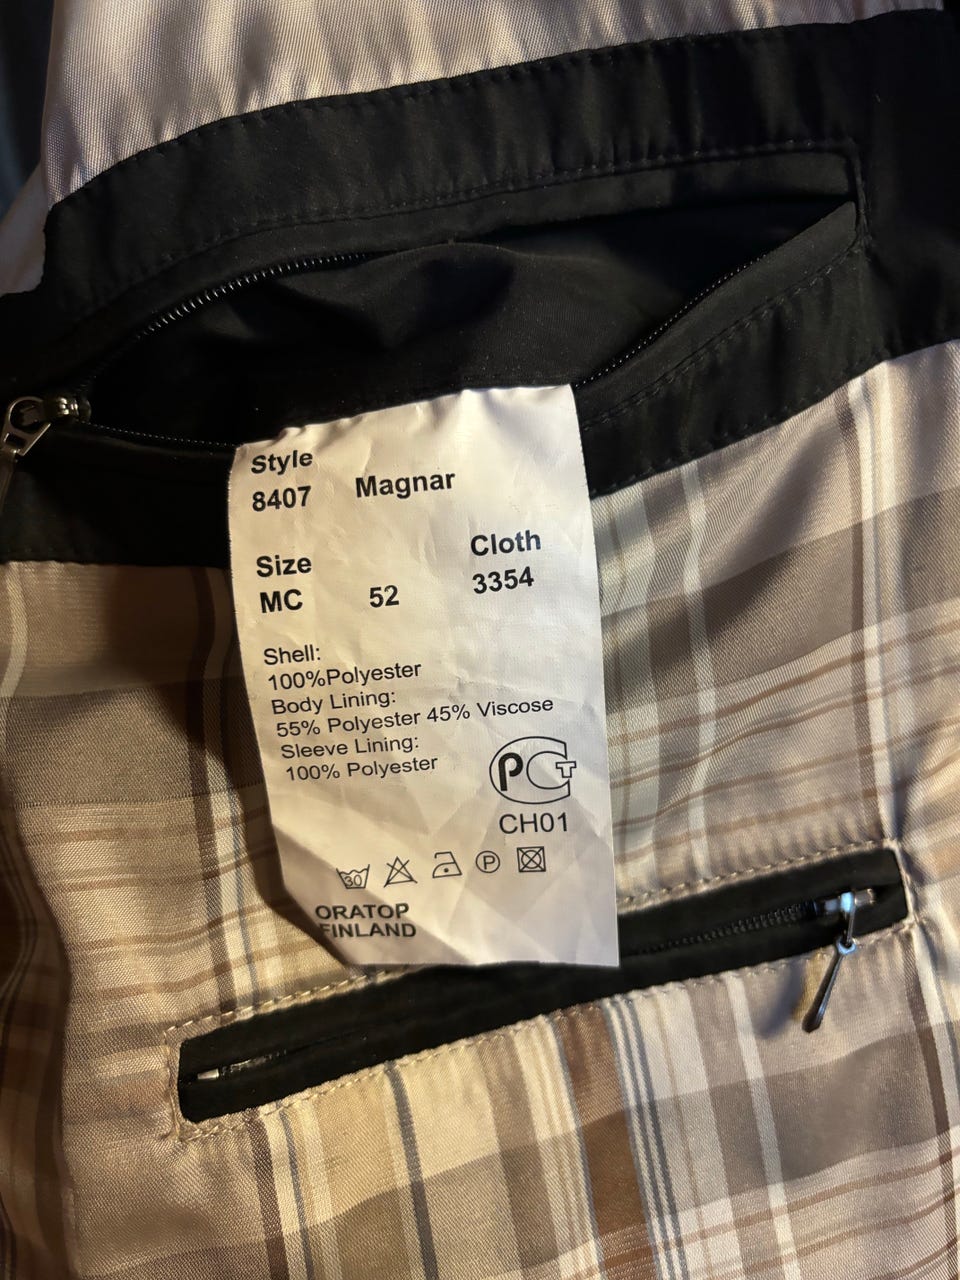 Style
8407 Magnar
Size Cloth
MC 52 3354
Shell:
100%Polyester
Body Lining:
55% Polyester 45% Viscose
Sleeve Lining:
100% Polyester
РСТ
CH01
30 P
ORATOP
FINLAND